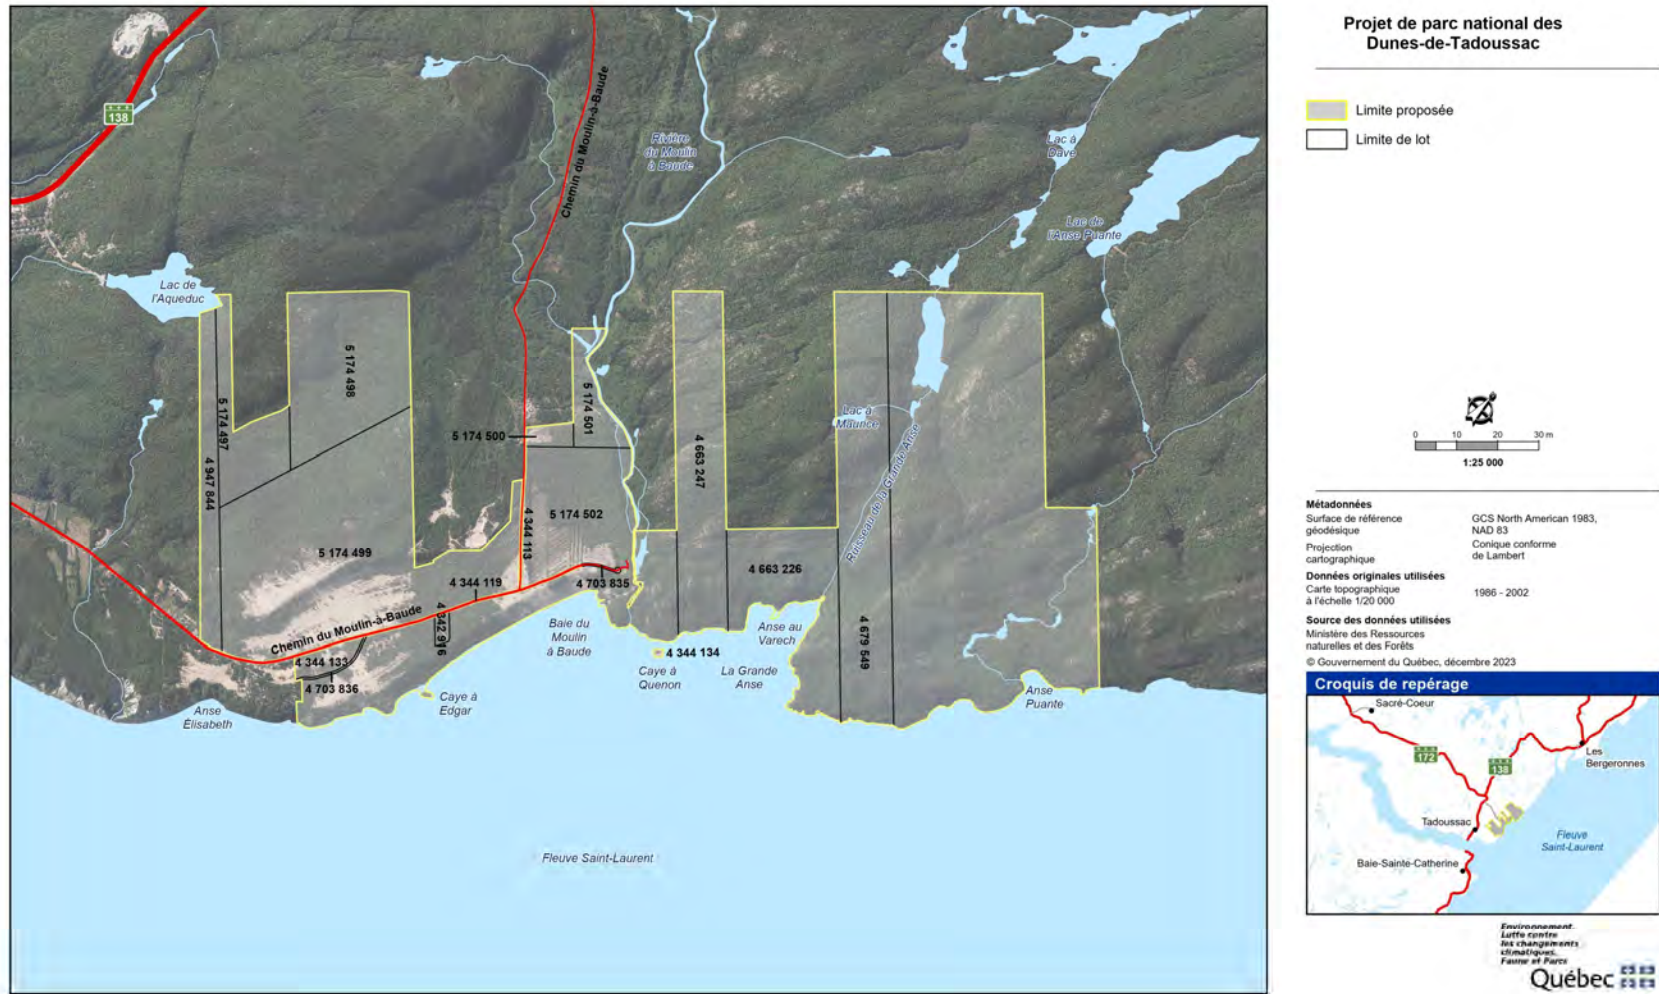 Projet de parc national des
Dunes-de-Tadoussac
Limite proposée
Limite de lot
138
Chemin du Moulin-à-Baude
Rivière
du Moulin
à Baude
Lac à
Davé
Lac de
l'Anse Puante
Lac de
l'Aqueduc
5 174 498
5 174 497
4 947 844
5 174 500
5 174 501
4 663 247
Lac à
Maurice
Ruisseau de la Grande Anse
5 174 502
4 344 113
5 174 499
4 344 119
4 703 835
4 663 226
Chemin du Moulin-à-Baude
4 342 916
4 344 133
4 703 836
Baie du
Moulin
à Baude
4 344 134
Anse au
Varech
4 679 549
Caye à
Quenon
La Grande
Anse
Anse
Élisabeth
Caye à
Edgar
Anse
Puante
Fleuve Saint-Laurent
0 10 20 30 m
1:25 000
Métadonnées
Surface de référence
géodésique
GCS North American 1983,
NAD 83
Projection
cartographique
Conique conforme
de Lambert
Données originales utilisées
Carte topographique
à l'échelle 1/20 000
1986 - 2002
Source des données utilisées
Ministère des Ressources
naturelles et des Forêts
© Gouvernement du Québec, décembre 2023
Croquis de repérage
Sacré-Coeur
172
138
Les
Bergeronnes
Tadoussac
Fleuve
Saint-Laurent
Baie-Sainte-Catherine
Environnement,
Lutte contre
les changements
climatiques,
Faune et Parcs
Québec